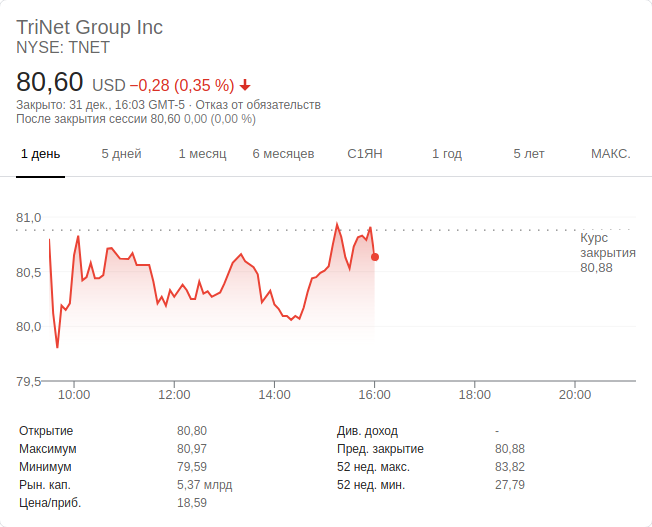 TriNet Group Inc
NYSE: TNET
80,60 USD −0,28 (0,35 %)
Закрыто: 31 дек., 16:03 GMT-5 · Отказ от обязательств
После закрытия сессии 80,60 0,00 (0,00 %)
1 день 5 дней 1 месяц 6 месяцев С1ЯН 1 год 5 лет МАКС.
81,0
Курс
закрытия
80,88
80,5
80,0
79,5
10:00 12:00 14:00 16:00 18:00 20:00
Открытие 80,80 Див. доход -
Максимум 80,97 Пред. закрытие 80,88
Минимум 79,59 52 нед. макс. 83,82
Рын. кап. 5,37 млрд 52 нед. мин. 27,79
Цена/приб. 18,59